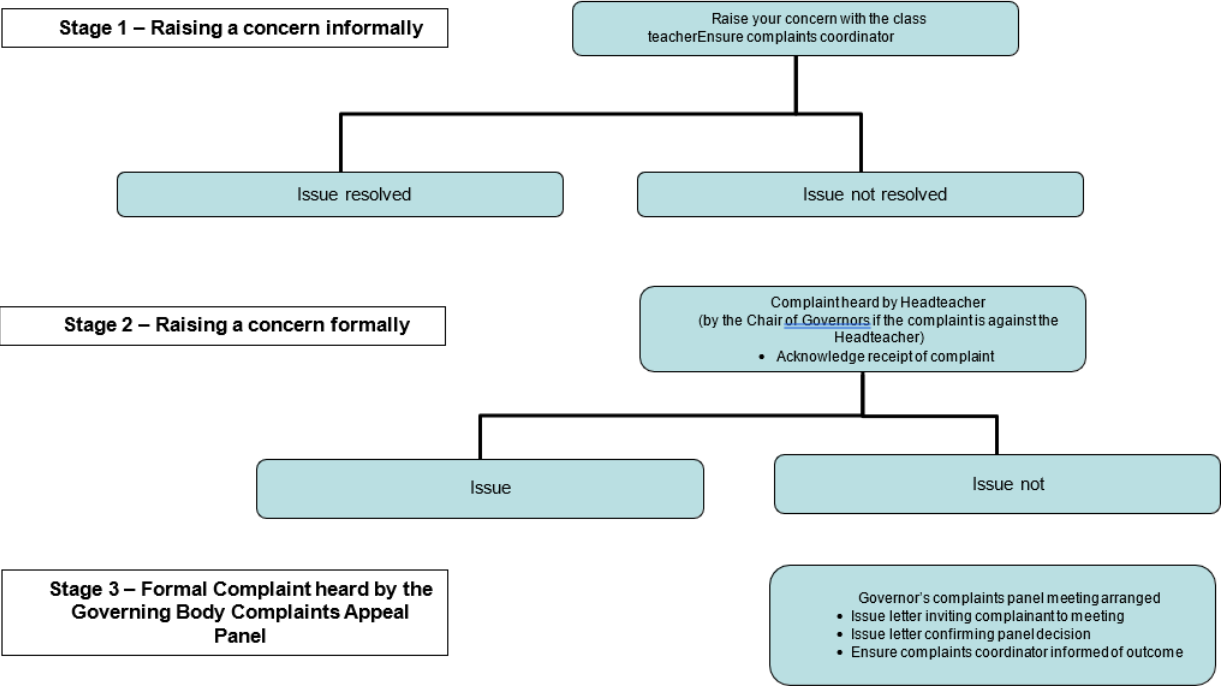 Stage 1 – Raising a concern informally
Raise your concern with the class
teacherEnsure complaints coordinator
Issue resolved
Issue not resolved
Stage 2 – Raising a concern formally
Complaint heard by Headteacher
(by the Chair of Governors if the complaint is against the
Headteacher)
• Acknowledge receipt of complaint
Issue
Issue not
Stage 3 – Formal Complaint heard by the
Governing Body Complaints Appeal
Panel
Governor's complaints panel meeting arranged
• Issue letter inviting complainant to meeting
• Issue letter confirming panel decision
• Ensure complaints coordinator informed of outcome